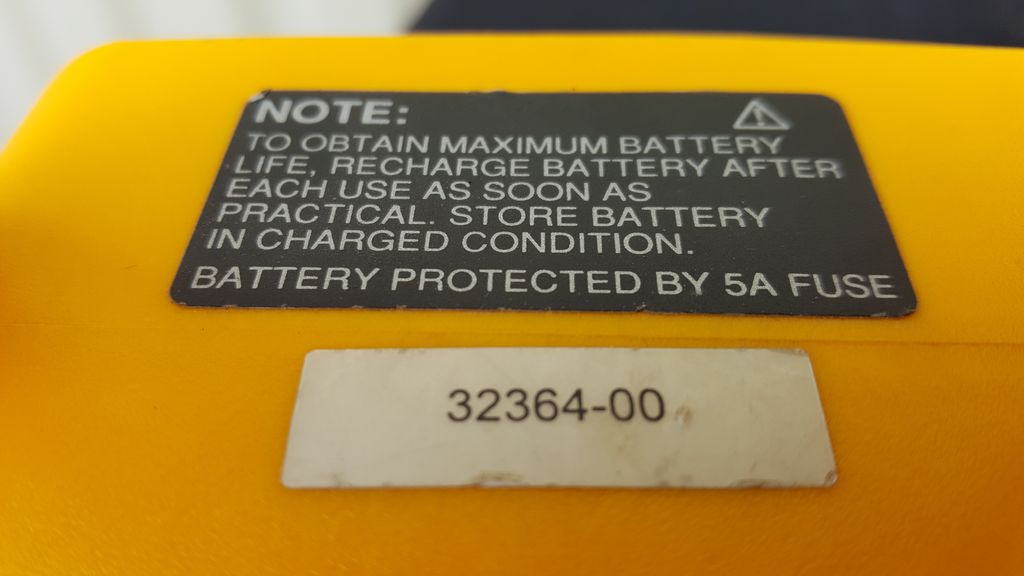 NOTE:
TO OBTAIN MAXIMUM BATTERY
LIFE, RECHARGE BATTERY AFTER
EACH USE AS SOON AS
PRACTICAL. STORE BATTERY
IN CHARGED CONDITION.
BATTERY PROTECTED BY 5A FUSE
32364-00